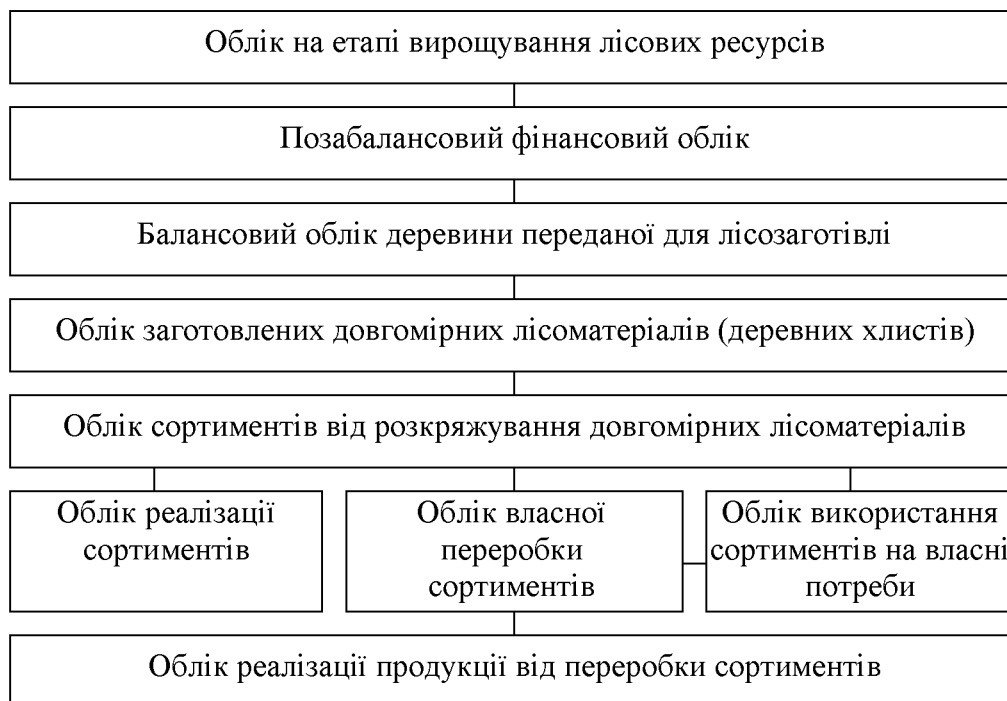 Облік на етапі вирощування лісових ресурсів
Позабалансовий фінансовий облік
Балансовий облік деревини переданої для лісозаготівлі
Облік заготовлених довгомірних лісоматеріалів (деревних хлистів)
Облік сортиментів від розкряжування довгомірних лісоматеріалів
Облік реалізації
сортиментів
Облік власної
переробки
сортиментів
Облік використання
сортиментів на власні
потреби
Облік реалізації продукції від переробки сортиментів